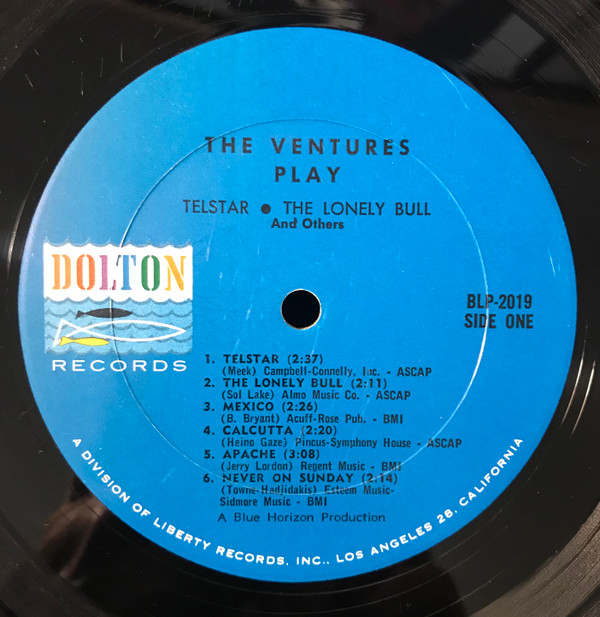 THE VENTURES
PLAY
TELSTAR ● THE LONELY BULL
And Others
DOLTON
RECORDS
BLP-2019
SIDE ONE
1. TELSTAR (2:37)
(Meek) Campbell-Connelly, Inc. - ASCAP
2. THE LONELY BULL (2:11)
(Sol Lake) Almo Music Co. - ASCAP
3. MEXICO (2:26)
(B. Bryant) Acuff-Rose Pub. - BMI
4. CALCUTTA (2:20)
(Heino Gaze) Pincus-Symphony House - ASCAP
5. APACHE (3:08)
(Jerry Lordon) Regent Music - BMI
6. NEVER ON SUNDAY (2:14)
(Towne-Hadjidakis) Esteem Music-
Sidmore Music - BMI
A Blue Horizon Production
A DIVISION OF LIBERTY RECORDS, INC., LOS ANGELES 28, CALIFORNIA